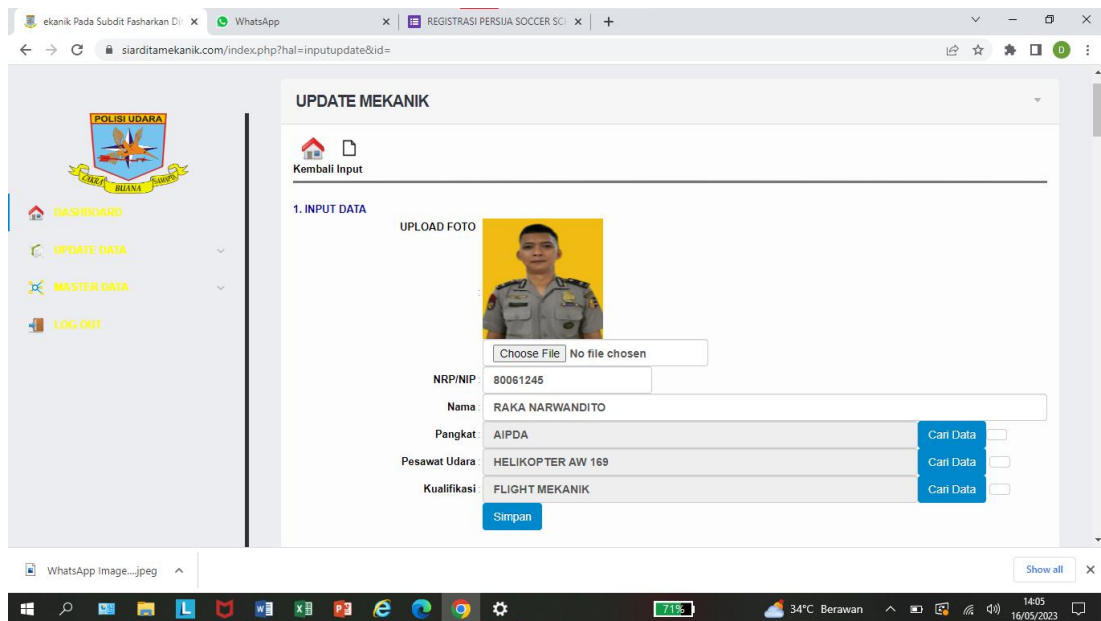 ekanik Pada Subdit Fasharkan Di
WhatsApp
REGISTRASI PERSIJA SOCCER SC
siarditamekanik.com/index.php?hal=inputupdate&id=
D
POLISI UDARA
CAKRA BUANA
DASHBOARD
UPDATE DATA
MASTER DATA
LOG OUT
UPDATE MEKANIK
Kembali Input
1. INPUT DATA
UPLOAD FOTO
:
Choose File No file chosen
NRP/NIP : 80061245
Nama : RAKA NARWANDITO
Pangkat : AIPDA Cari Data
Pesawat Udara : HELIKOPTER AW 169 Cari Data
Kualifikasi : FLIGHT MEKANIK Cari Data
Simpan
WhatsApp Image....jpeg
Show all
71%
34°C Berawan
14:05
16/05/2023